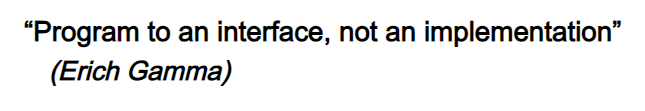 “Program to an interface, not an implementation”
(Erich Gamma)